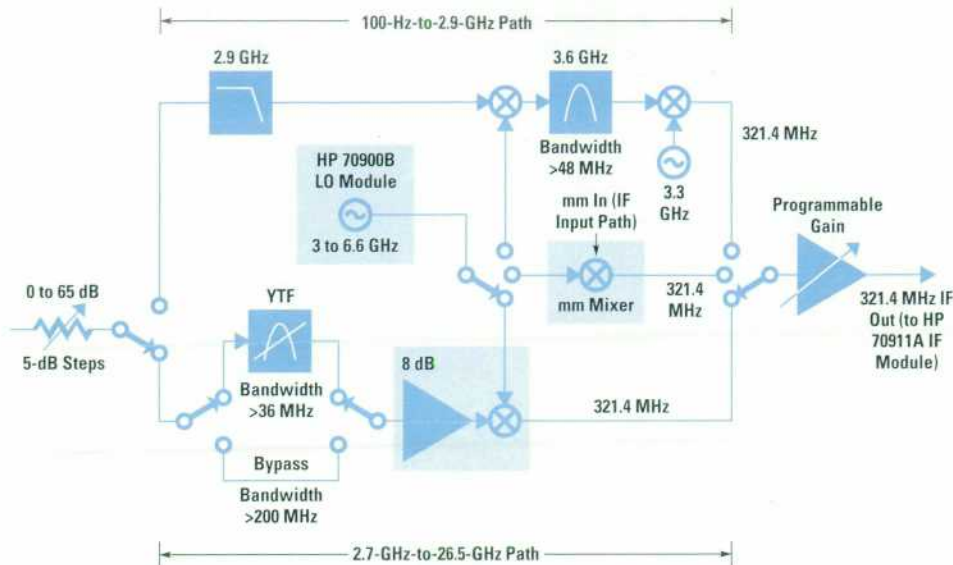 100-Hz-to-2.9-GHz Path
2.9 GHz
3.6 GHz
Bandwidth
>48 MHz
321.4 MHz
3.3
GHz
HP 70900B
LO Module
3 to 6.6 GHz
mm In (IF
Input Path)
mm Mixer
321.4
MHz
Programmable
Gain
321.4 MHz IF
Out (to HP
70911A IF
Module)
0 to 65 dB
5-dB Steps
YTF
Bandwidth
>36 MHz
Bypass
Bandwidth
>200 MHz
8 dB
321.4 MHz
2.7-GHz-to-26.5-GHz Path